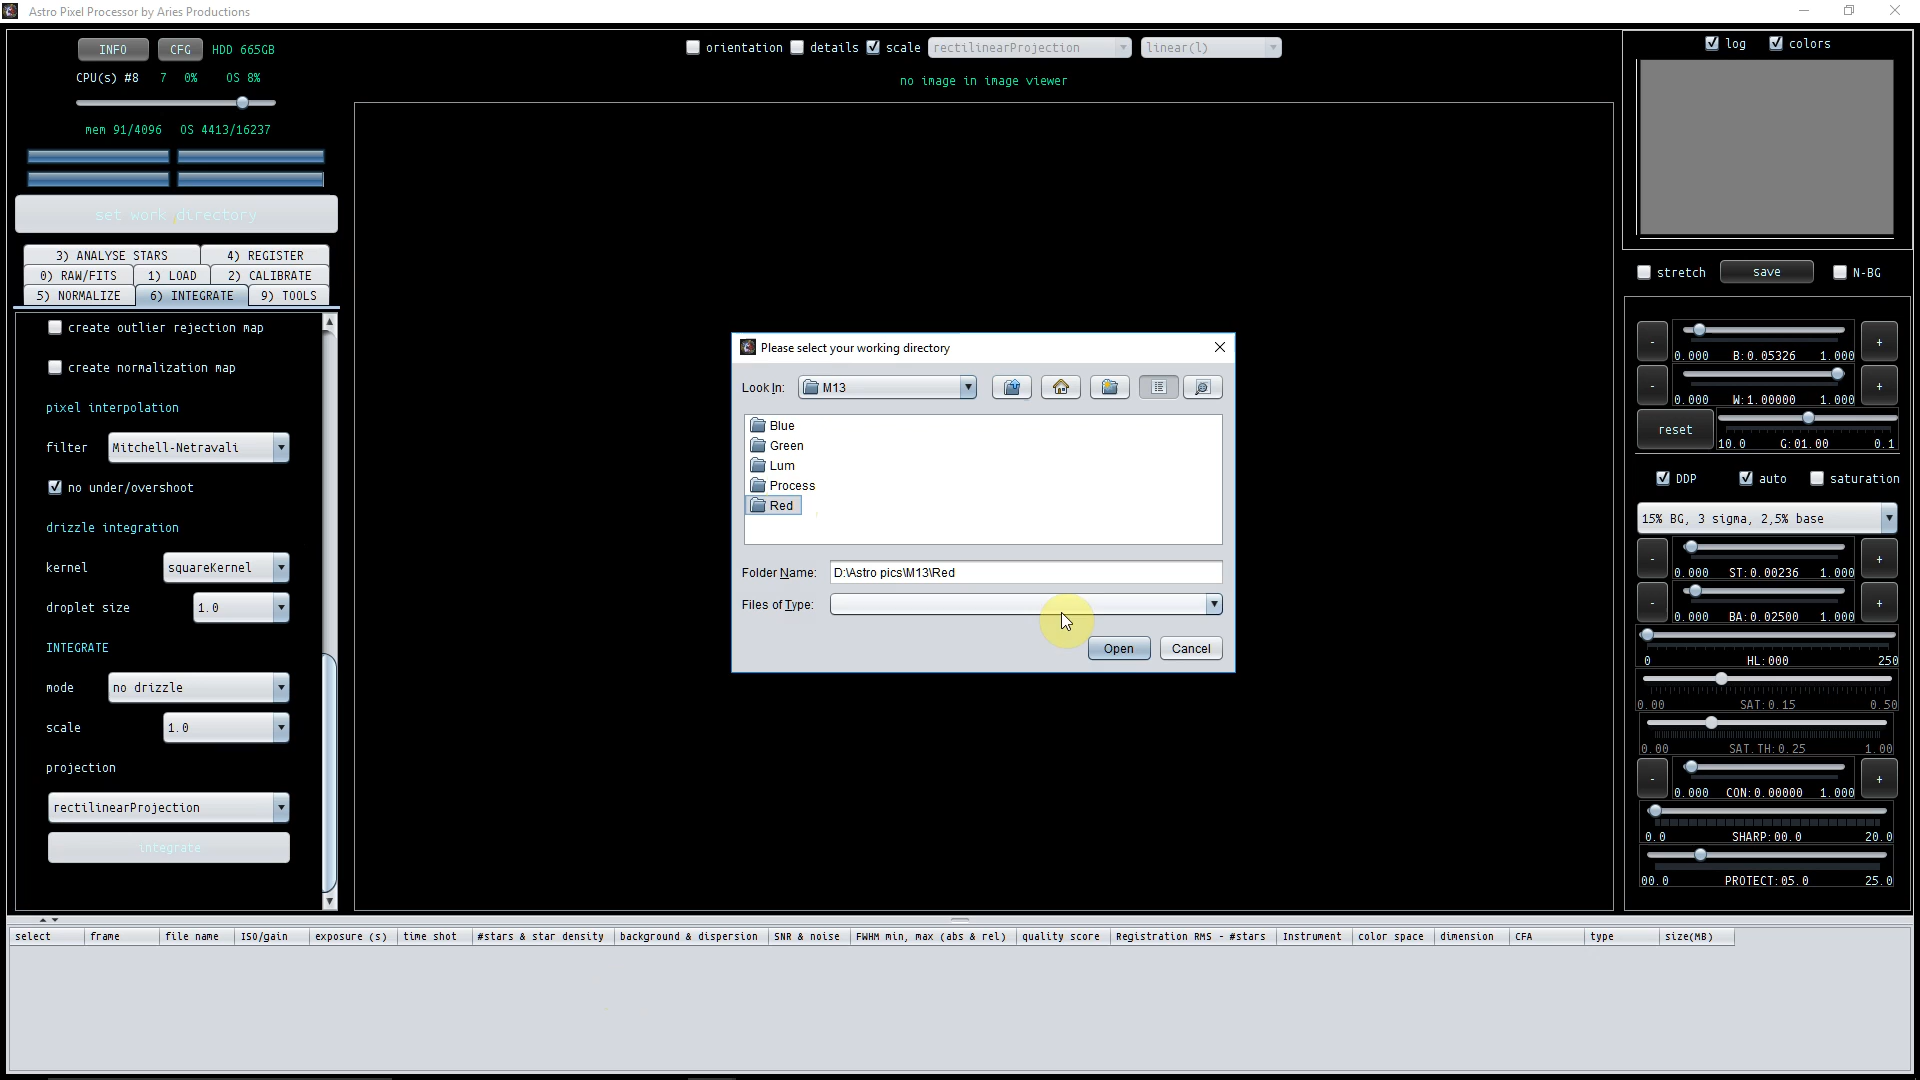 Astro Pixel Processor by Aries Productions
INFO CFG HDD 665GB
CPU(s) #8 7 0% OS 8%
mem 91/4096 OS 4413/16237
set work directory
3) ANALYSE STARS 4) REGISTER
0) RAW/FITS 1) LOAD 2) CALIBRATE
5) NORMALIZE 6) INTEGRATE 9) TOOLS
create outlier rejection map
create normalization map
pixel interpolation
filter Mitchell-Netravali
no under/overshoot
drizzle integration
kernel squareKernel
droplet size 1.0
INTEGRATE
mode no drizzle
scale 1.0
projection
rectilinearProjection
integrate
orientation details scale rectilinearProjection linear(l)
no image in image viewer
Please select your working directory
Look In: M13
Blue
Green
Lum
Process
Red
Folder Name: D:\Astro pics\M13\Red
Files of Type:
Open Cancel
log colors
stretch save N-BG
- +
0.000 B:0.05326 1.000
- +
0.000 W:1.00000 1.000
reset 10.0 G:01.00 0.1
DDP auto saturation
15% BG, 3 sigma, 2,5% base
- +
0.000 ST:0.00236 1.000
- +
0.000 BA:0.02500 1.000
0 HL:000 250
0.00 SAT:0.15 0.50
0.00 SAT.TH:0.25 1.00
- +
0.000 CON:0.00000 1.000
0.0 SHARP:00.0 20.0
00.0 PROTECT:05.0 25.0
select frame file name ISO/gain exposure (s) time shot #stars & star density background & dispersion SNR & noise FWHM min, max (abs & rel) quality score Registration RMS - #stars Instrument color space dimension CFA type size(MB)